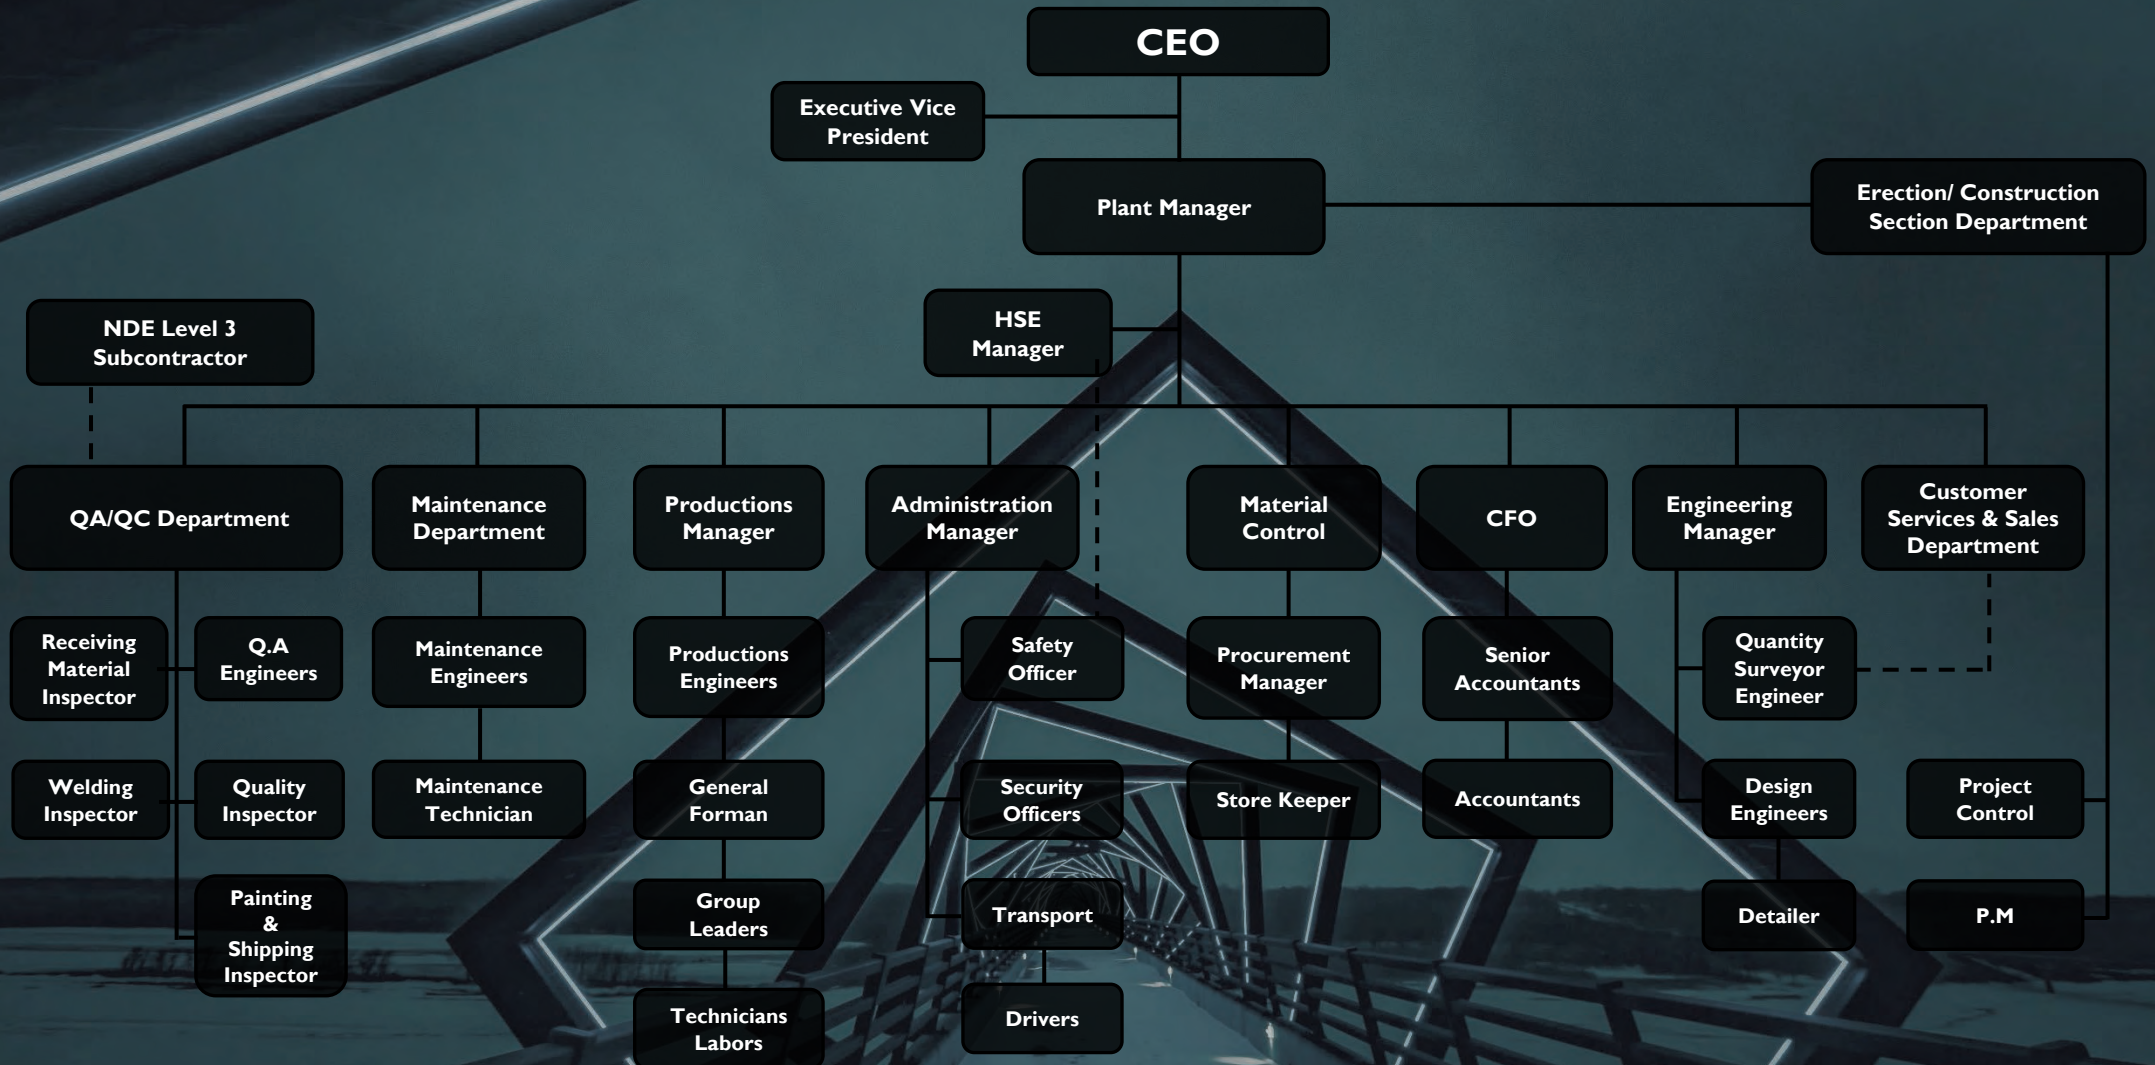 CEO
Executive Vice
President
Plant Manager
Erection/ Construction
Section Department
HSE
Manager
NDE Level 3
Subcontractor
QA/QC Department
Maintenance
Department
Productions
Manager
Administration
Manager
Material
Control
CFO
Engineering
Manager
Customer
Services & Sales
Department
Receiving
Material
Inspector
Q.A
Engineers
Maintenance
Engineers
Productions
Engineers
Safety
Officer
Procurement
Manager
Senior
Accountants
Quantity
Surveyor
Engineer
Welding
Inspector
Quality
Inspector
Maintenance
Technician
General
Forman
Security
Officers
Store Keeper
Accountants
Design
Engineers
Project
Control
Painting
&
Shipping
Inspector
Group
Leaders
Transport
Detailer
P.M
Technicians
Labors
Drivers